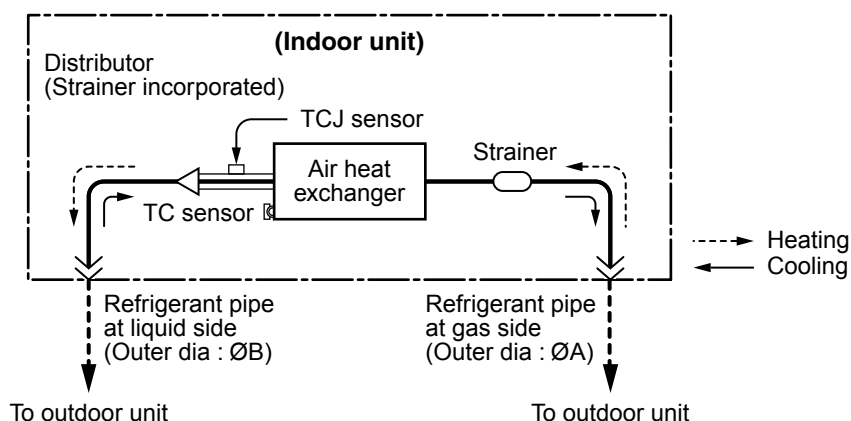 (Indoor unit)
Distributor
(Strainer incorporated)
TCJ sensor
Air heat
exchanger
Strainer
TC sensor
Heating
Cooling
Refrigerant pipe
at liquid side
(Outer dia : ØB)
Refrigerant pipe
at gas side
(Outer dia : ØA)
To outdoor unit
To outdoor unit